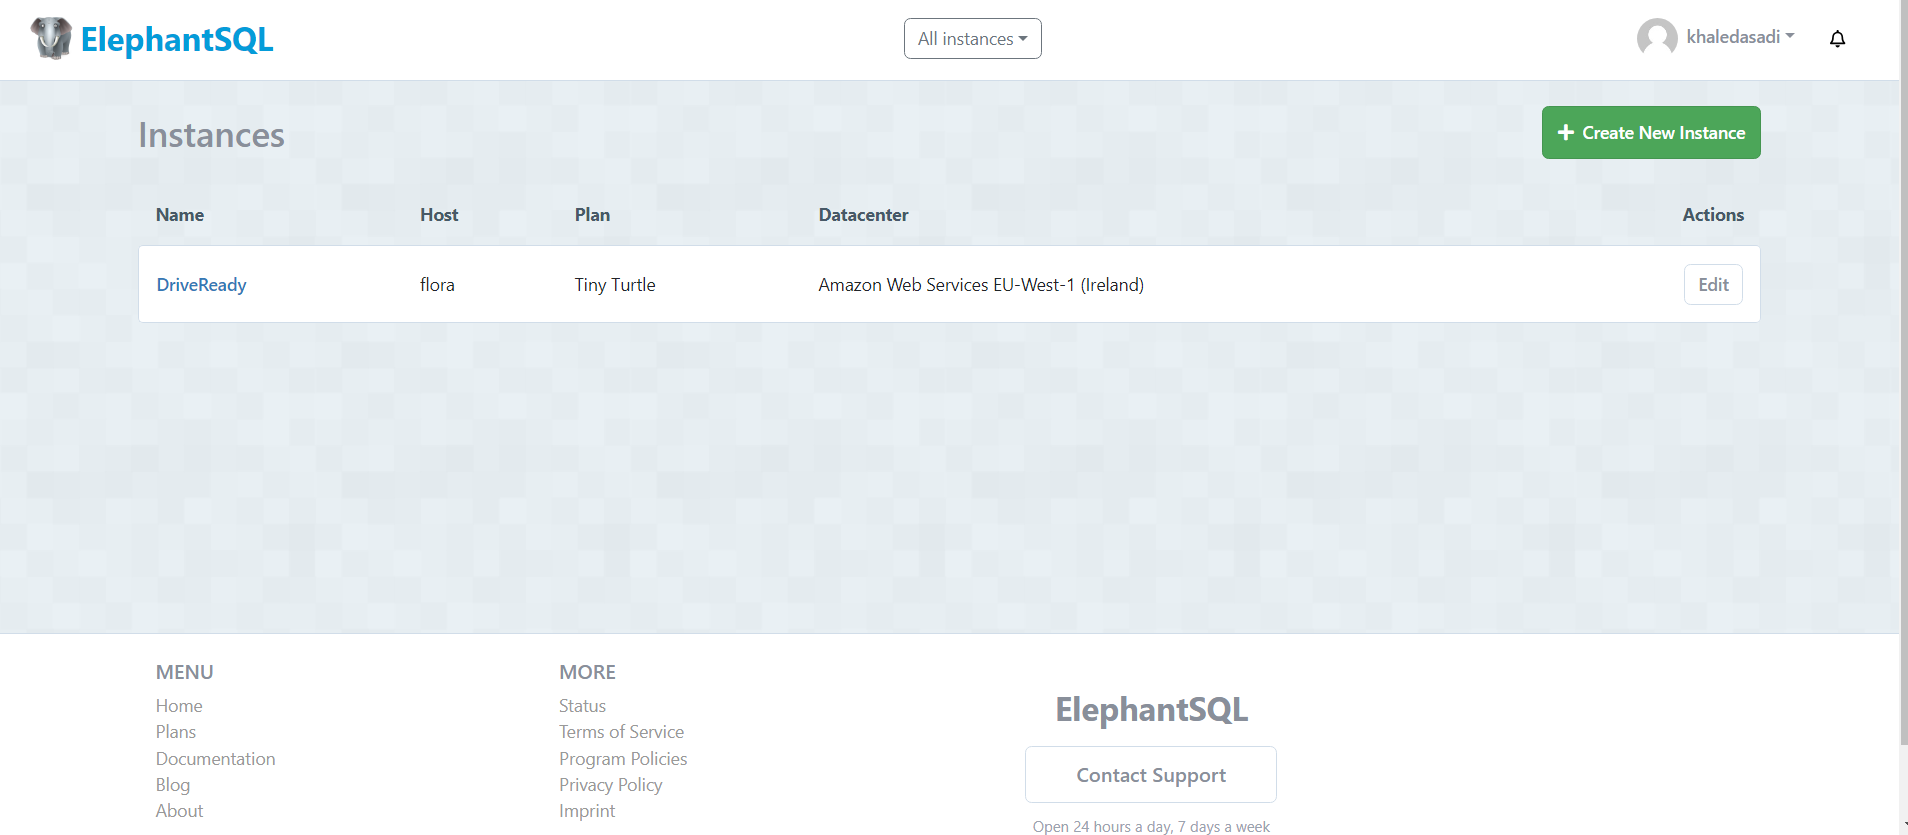 ElephantSQL
All instances
khaledasadi
Instances
Create New Instance
Name Host Plan Datacenter Actions
DriveReady flora Tiny Turtle Amazon Web Services EU-West-1 (Ireland) Edit
MENU
Home
Plans
Documentation
Blog
About
MORE
Status
Terms of Service
Program Policies
Privacy Policy
Imprint
ElephantSQL
Contact Support
Open 24 hours a day, 7 days a week